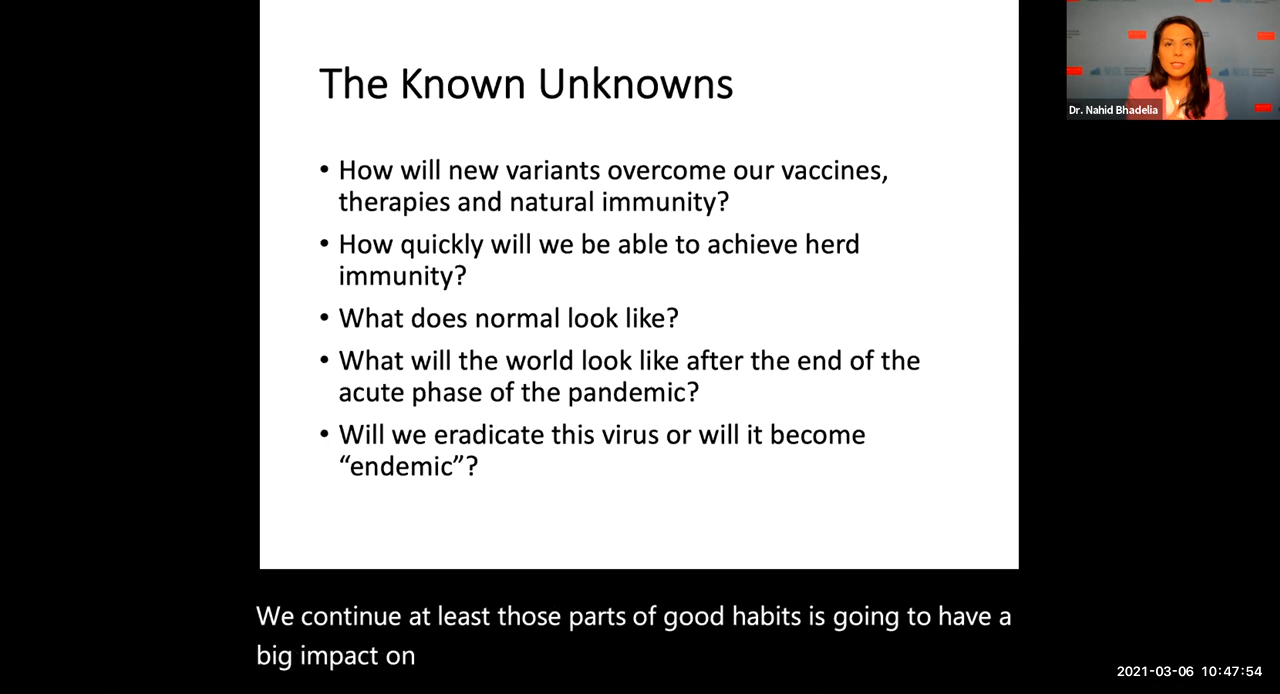 The Known Unknowns
• How will new variants overcome our vaccines,
therapies and natural immunity?
• How quickly will we be able to achieve herd
immunity?
• What does normal look like?
• What will the world look like after the end of the
acute phase of the pandemic?
• Will we eradicate this virus or will it become
“endemic”?
Dr. Nahid Bhadelia
We continue at least those parts of good habits is going to have a
big impact on
2021-03-06 10:47:54